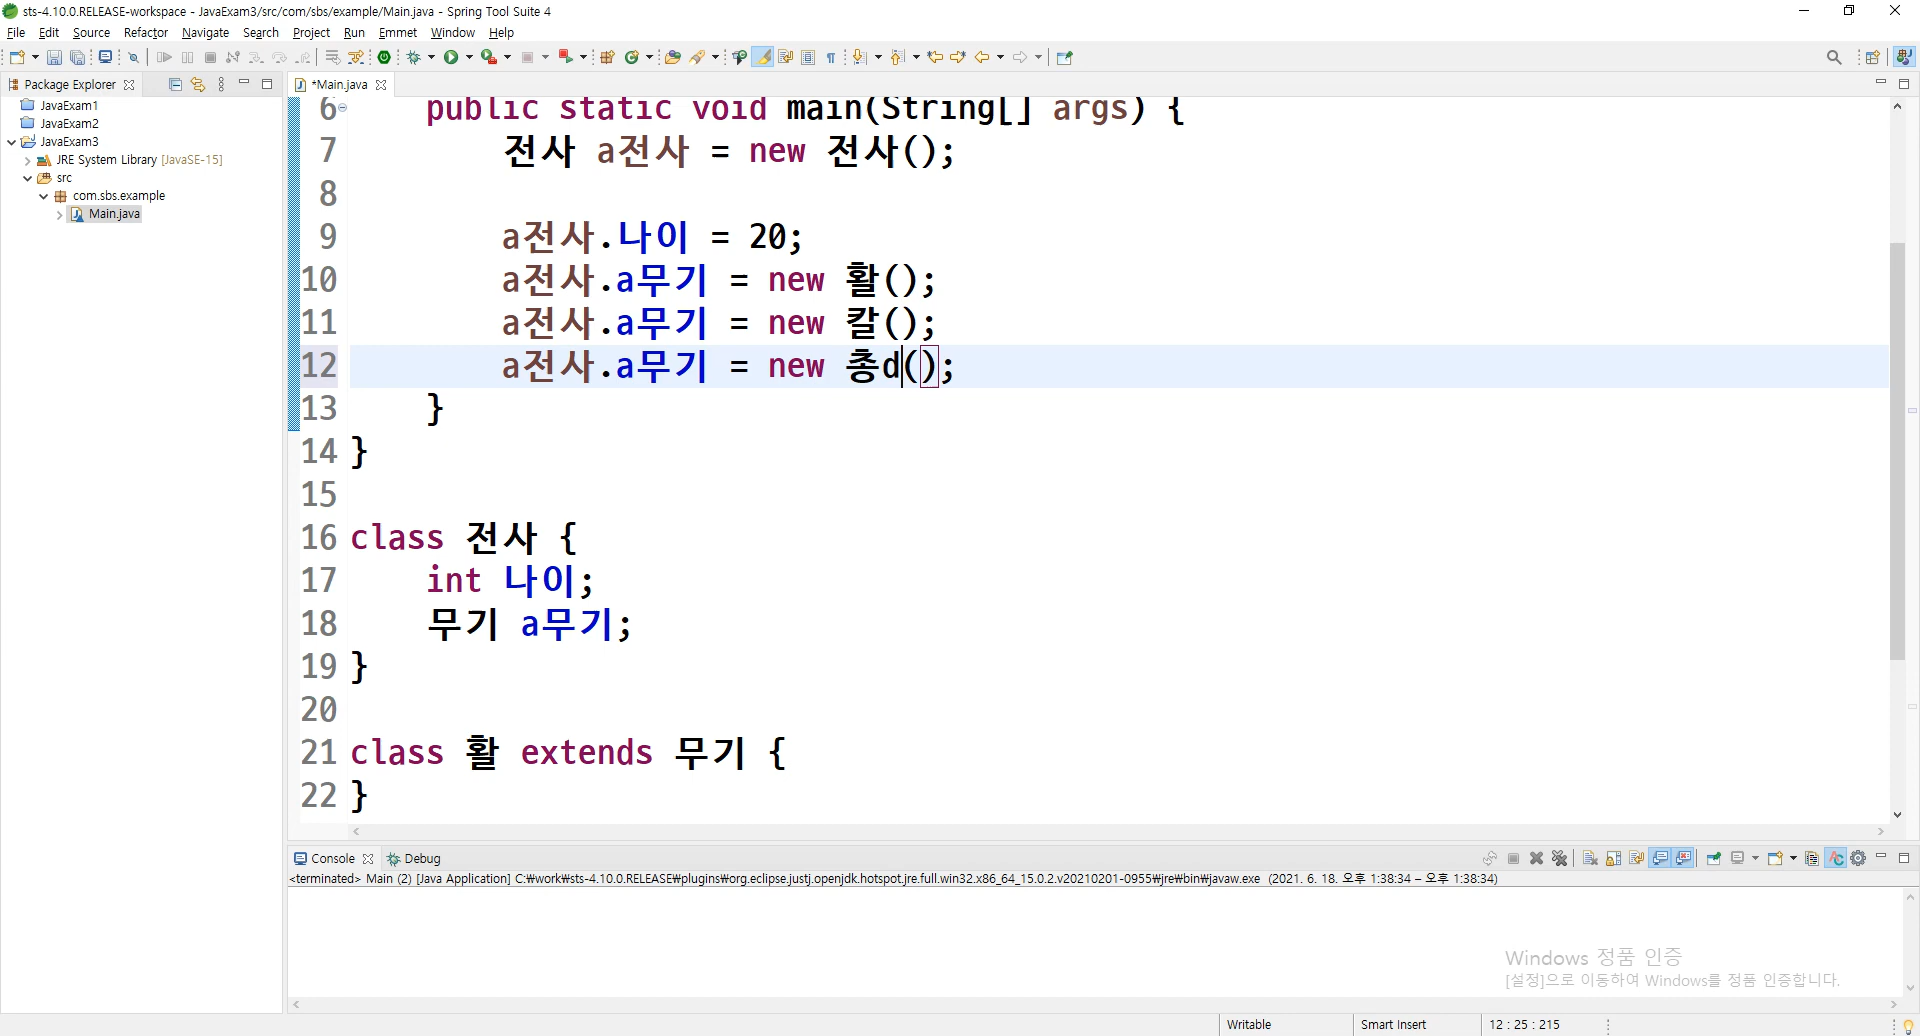 sts-4.10.0.RELEASE-workspace - JavaExam3/src/com/sbs/example/Main.java - Spring Tool Suite 4
File Edit Source Refactor Navigate Search Project Run Emmet Window Help
Package Explorer
*Main.java
JavaExam1
JavaExam2
JavaExam3
JRE System Library [JavaSE-15]
src
com.sbs.example
Main.java
6 public static void main(String[] args) {
7 전사 a전사 = new 전사();
8
9 a전사.나이 = 20;
10 a전사.a무기 = new 활();
11 a전사.a무기 = new 칼();
12 a전사.a무기 = new 총d();
13 }
14 }
15
16 class 전사 {
17 int 나이;
18 무기 a무기;
19 }
20
21 class 활 extends 무기 {
22 }
Console Debug
<terminated> Main (2) [Java Application] C:₩work₩sts-4.10.0.RELEASE₩plugins₩org.eclipse.justj.openjdk.hotspot.jre.full.win32.x86_64_15.0.2.v20210201-0955₩jre₩bin₩javaw.exe (2021. 6. 18. 오후 1:38:34 – 오후 1:38:34)
Windows 정품 인증
[설정]으로 이동하여 Windows를 정품 인증합니다.
Writable Smart Insert 12 : 25 : 215